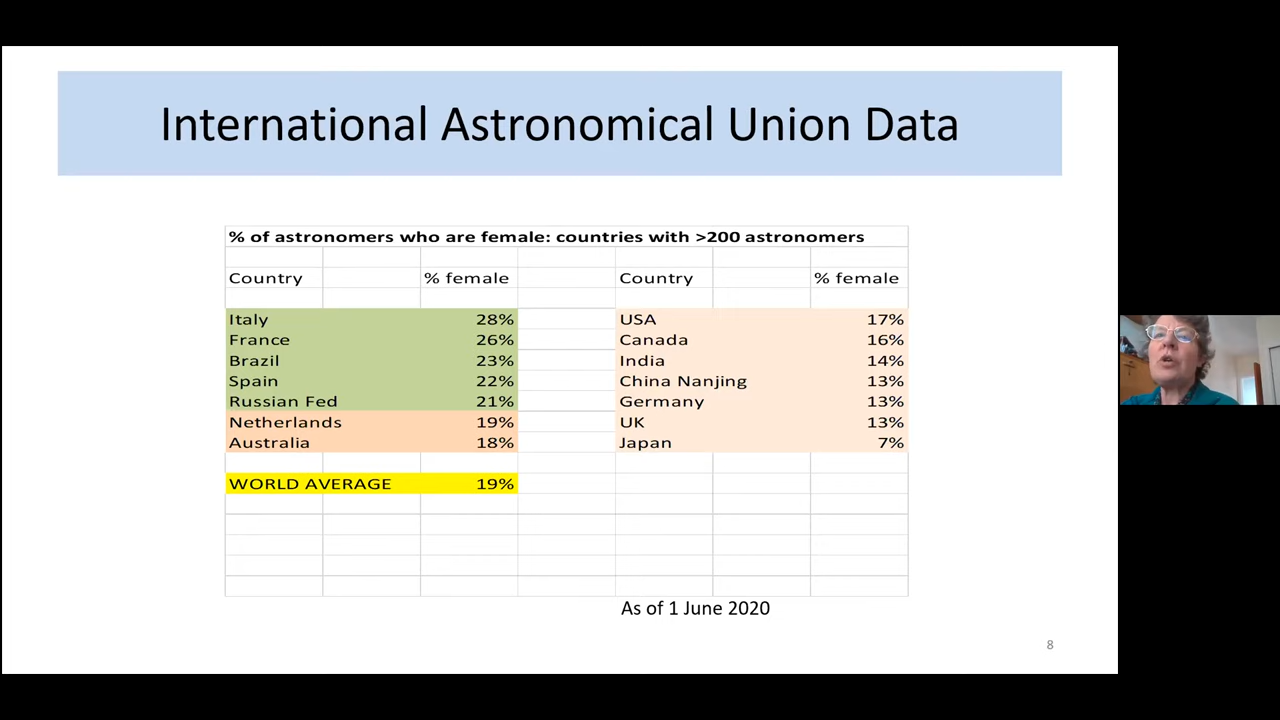 International Astronomical Union Data
% of astronomers who are female: countries with >200 astronomers
Country % female Country % female
Italy 28% USA 17%
France 26% Canada 16%
Brazil 23% India 14%
Spain 22% China Nanjing 13%
Russian Fed 21% Germany 13%
Netherlands 19% UK 13%
Australia 18% Japan 7%
WORLD AVERAGE 19%
As of 1 June 2020
8